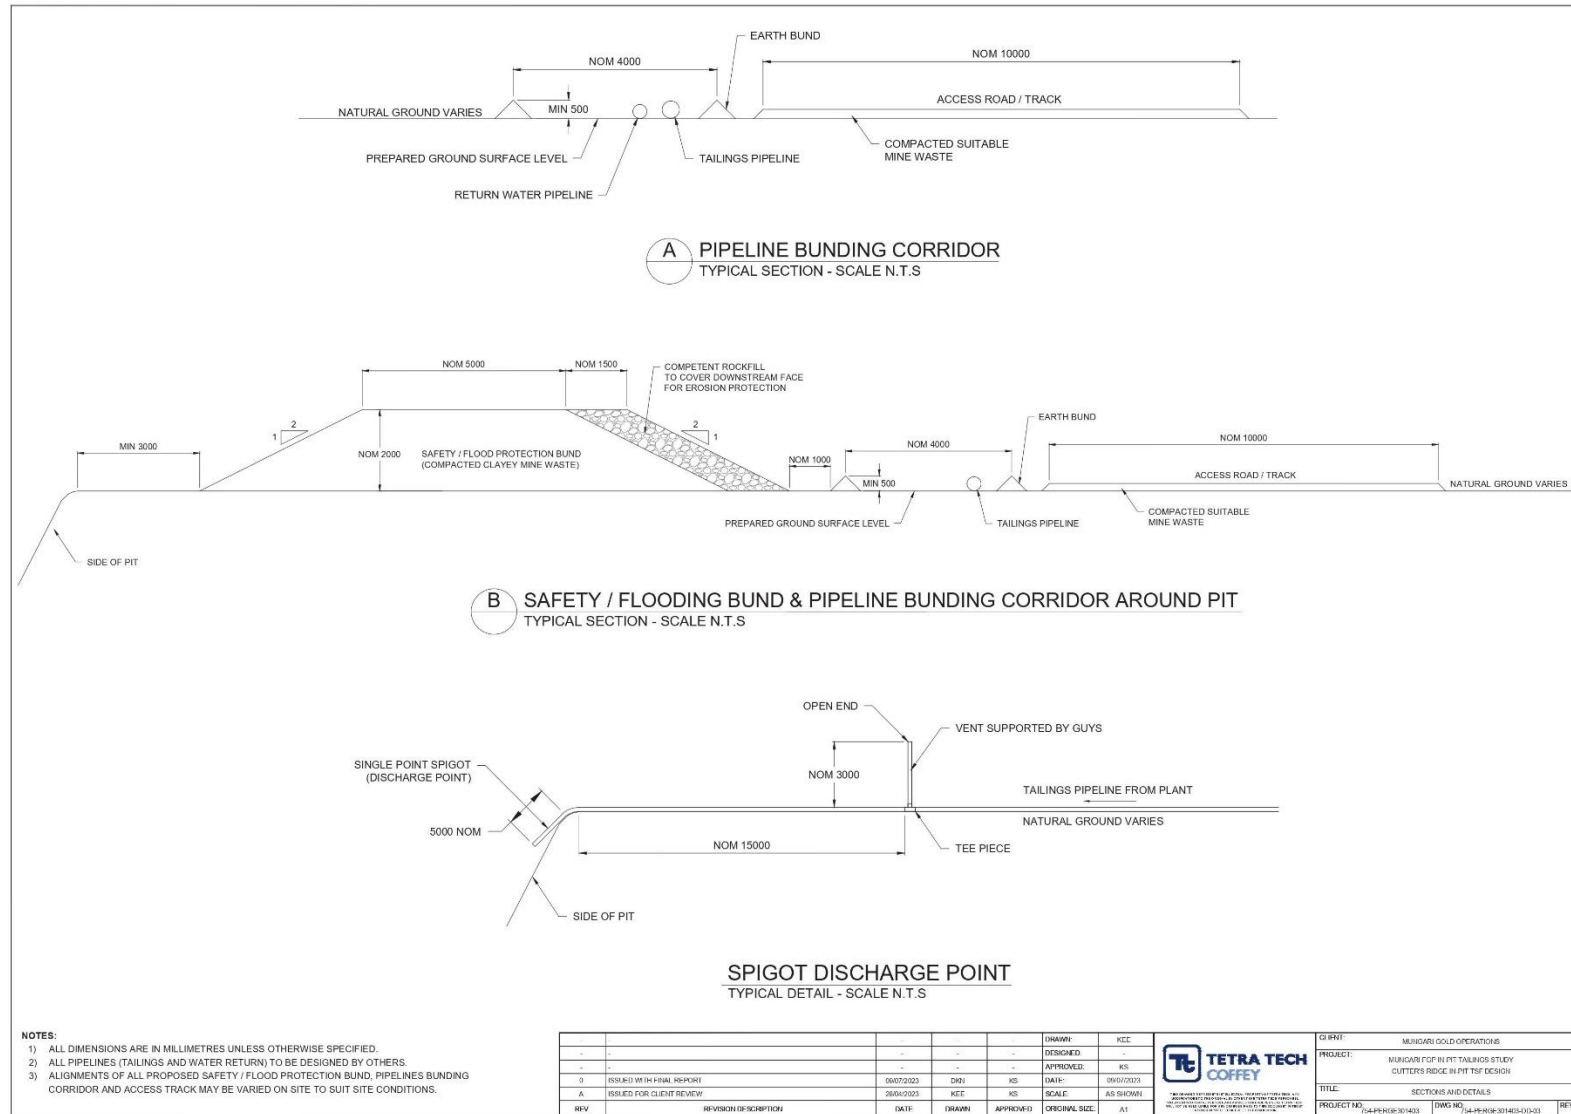 EARTH BUND
NOM 4000
NOM 10000
NATURAL GROUND VARIES
MIN 500
ACCESS ROAD / TRACK
COMPACTED SUITABLE
MINE WASTE
PREPARED GROUND SURFACE LEVEL
TAILINGS PIPELINE
RETURN WATER PIPELINE
A
PIPELINE BUNDING CORRIDOR
TYPICAL SECTION - SCALE N.T.S
NOM 5000
NOM 1500
COMPETENT ROCKFILL
TO COVER DOWNSTREAM FACE
FOR EROSION PROTECTION
2
1
2
1
MIN 3000
NOM 2000
SAFETY / FLOOD PROTECTION BUND
(COMPACTED CLAYEY MINE WASTE)
NOM 1000
EARTH BUND
NOM 4000
NOM 10000
MIN 500
ACCESS ROAD / TRACK
NATURAL GROUND VARIES
PREPARED GROUND SURFACE LEVEL
TAILINGS PIPELINE
COMPACTED SUITABLE
MINE WASTE
SIDE OF PIT
B
SAFETY / FLOODING BUND & PIPELINE BUNDING CORRIDOR AROUND PIT
TYPICAL SECTION - SCALE N.T.S
OPEN END
VENT SUPPORTED BY GUYS
SINGLE POINT SPIGOT
(DISCHARGE POINT)
NOM 3000
TAILINGS PIPELINE FROM PLANT
5000 NOM
NATURAL GROUND VARIES
NOM 15000
TEE PIECE
SIDE OF PIT
SPIGOT DISCHARGE POINT
TYPICAL DETAIL - SCALE N.T.S
NOTES:
1) ALL DIMENSIONS ARE IN MILLIMETRES UNLESS OTHERWISE SPECIFIED.
2) ALL PIPELINES (TAILINGS AND WATER RETURN) TO BE DESIGNED BY OTHERS.
3) ALIGNMENTS OF ALL PROPOSED SAFETY / FLOOD PROTECTION BUND, PIPELINES BUNDING
CORRIDOR AND ACCESS TRACK MAY BE VARIED ON SITE TO SUIT SITE CONDITIONS.
- - - - - DRAWN: KEE
- - - - - DESIGNED: -
- - - - - APPROVED: KS
0 ISSUED WITH FINAL REPORT 09/07/2023 DKN KS DATE: 09/07/2023
A ISSUED FOR CLIENT REVIEW 28/04/2023 KEE KS SCALE: AS SHOWN
REV REVISION DESCRIPTION DATE DRAWN APPROVED ORIGINAL SIZE: A1
Tt TETRA TECH
COFFEY
CLIENT: MUNGARI GOLD OPERATIONS
PROJECT: MUNGARI FGF IN PIT TAILINGS STUDY
CUTTERS RIDGE IN-PIT TSF DESIGN
TITLE: SECTIONS AND DETAILS
PROJECT NO: 754-PERGE301403 DWG NO: 754-PERGE301403-DO-03 REV